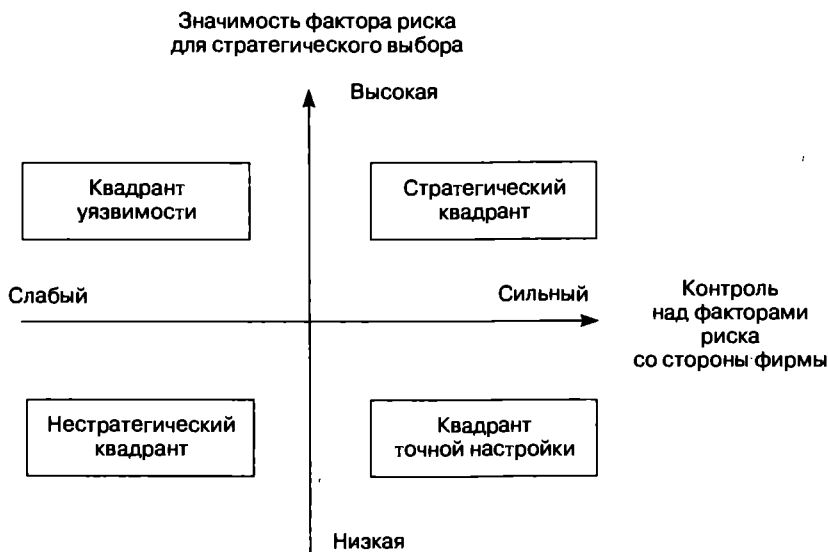 Значимость фактора риска
для стратегического выбора
Высокая
Квадрант
уязвимости
Стратегический
квадрант
Слабый
Сильный
Контроль
над факторами
риска
со стороны фирмы
Нестратегический
квадрант
Квадрант
точной настройки
Низкая